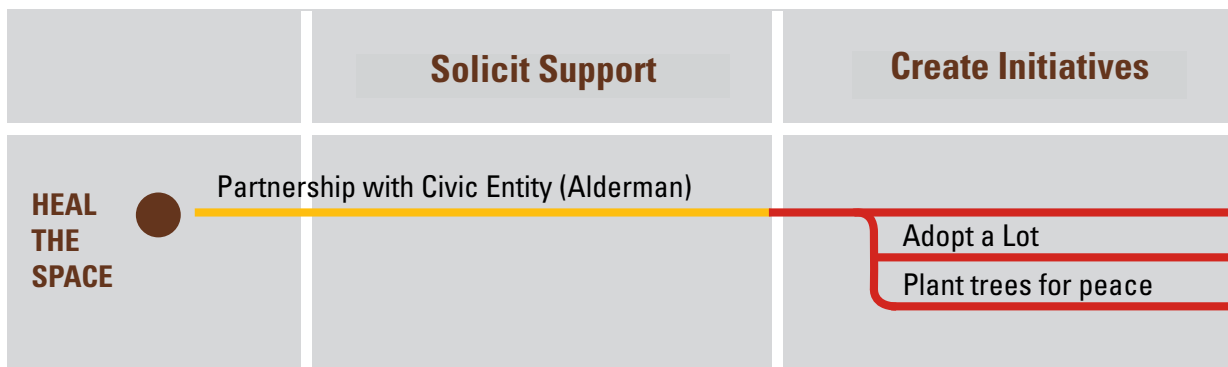 Solicit Support
Create Initiatives
HEAL
THE
SPACE
Partnership with Civic Entity (Alderman)
Adopt a Lot
Plant trees for peace